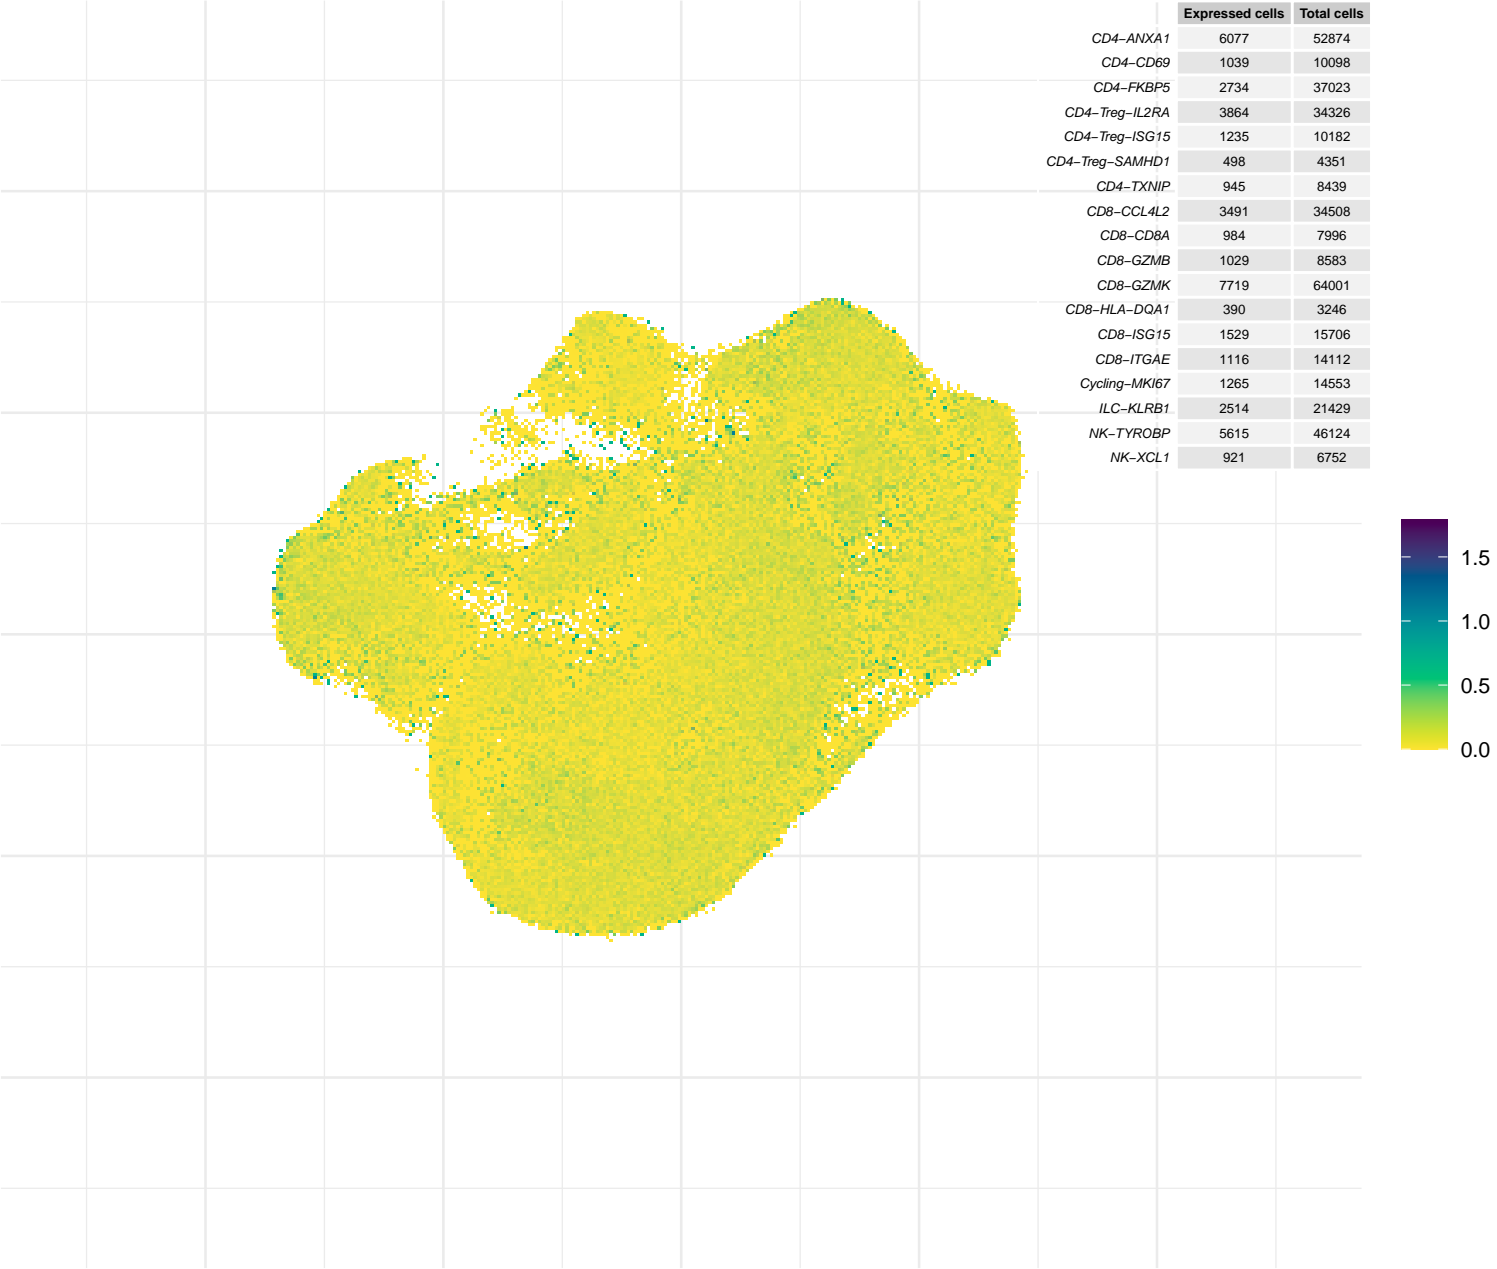 Expressed cells Total cells
CD4−ANXA1 6077 52874
CD4−CD69 1039 10098
CD4−FKBP5 2734 37023
CD4−Treg−IL2RA 3864 34326
CD4−Treg−ISG15 1235 10182
CD4−Treg−SAMHD1 498 4351
CD4−TXNIP 945 8439
CD8−CCL4L2 3491 34508
CD8−CD8A 984 7996
CD8−GZMB 1029 8583
CD8−GZMK 7719 64001
CD8−HLA−DQA1 390 3246
CD8−ISG15 1529 15706
CD8−ITGAE 1116 14112
Cycling−MKI67 1265 14553
ILC−KLRB1 2514 21429
NK−TYROBP 5615 46124
NK−XCL1 921 6752
1.5
1.0
0.5
0.0